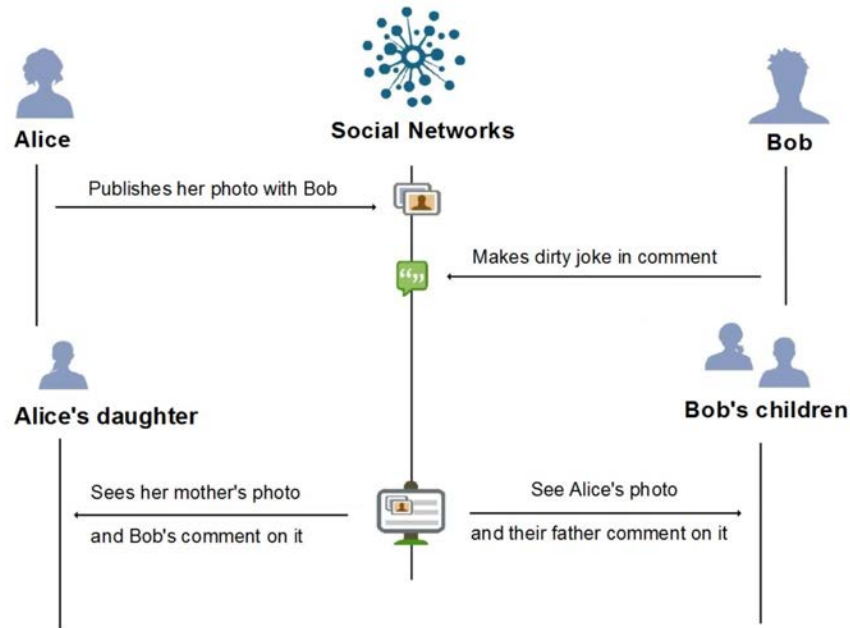 Alice
Social Networks
Bob
Publishes her photo with Bob
Makes dirty joke in comment
Alice's daughter
Bob's children
Sees her mother's photo
and Bob's comment on it
See Alice's photo
and their father comment on it